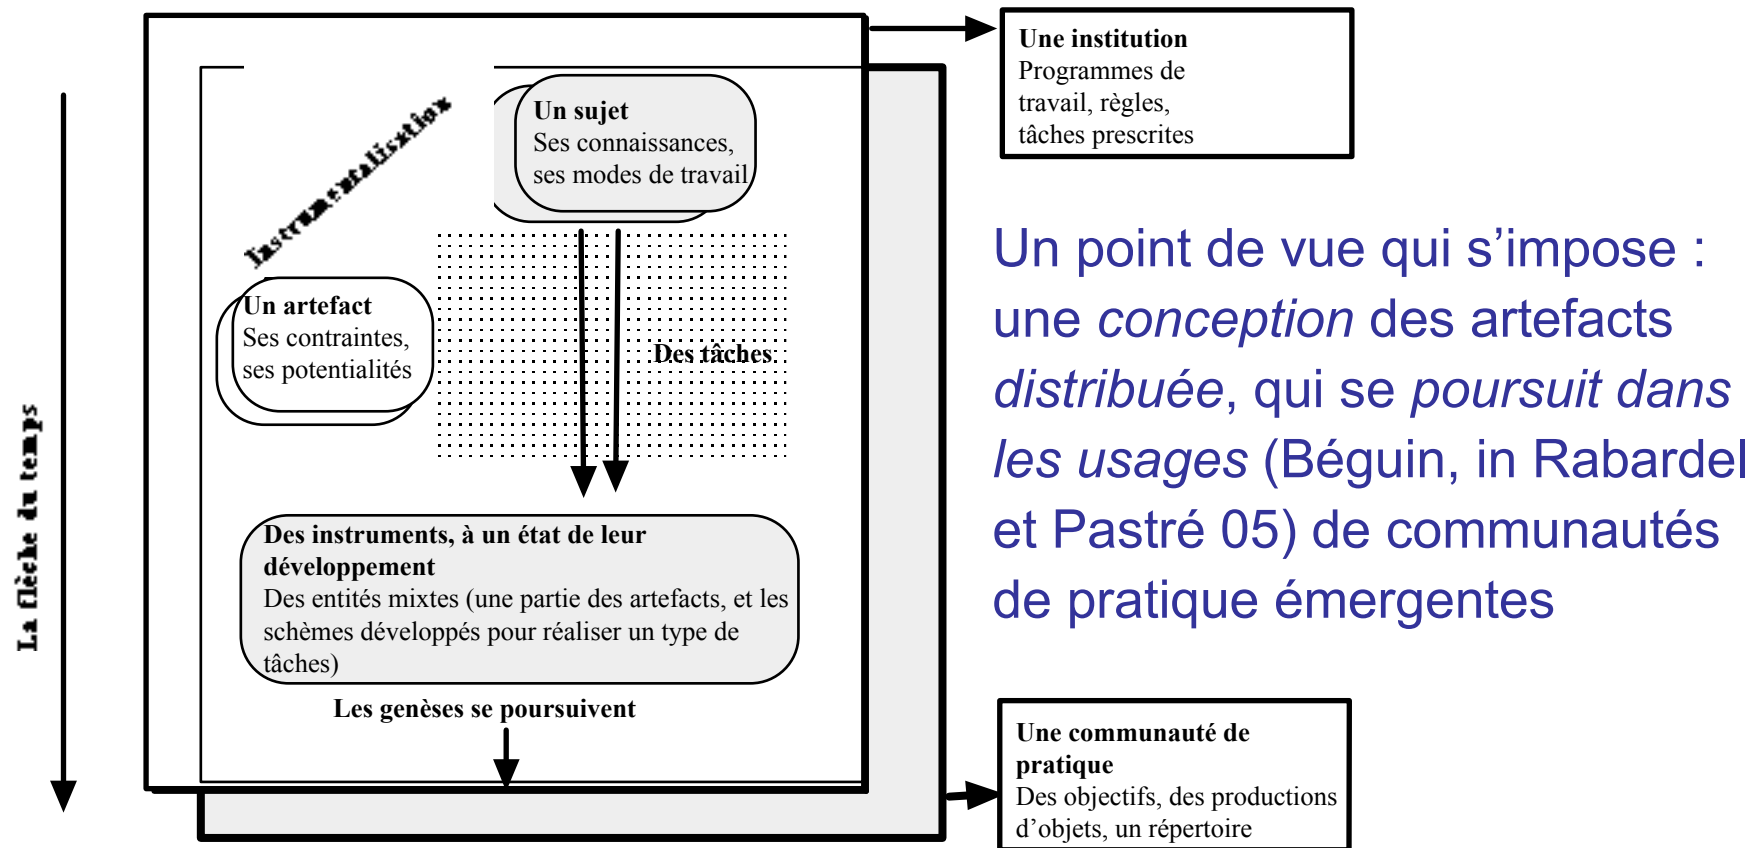 Une institution
Programmes de
travail, règles,
tâches prescrites
Un sujet
Ses connaissances,
ses modes de travail
Instrumentalisation
Un artefact
Ses contraintes,
ses potentialités
Des tâches
La flèche du temps
Des instruments, à un état de leur
développement
Des entités mixtes (une partie des artefacts, et les
schèmes développés pour réaliser un type de
tâches)
Les genèses se poursuivent
Un point de vue qui s’impose :
une conception des artefacts
distribuée, qui se poursuit dans
les usages (Béguin, in Rabardel
et Pastré 05) de communautés
de pratique émergentes
Une communauté de
pratique
Des objectifs, des productions
d’objets, un répertoire